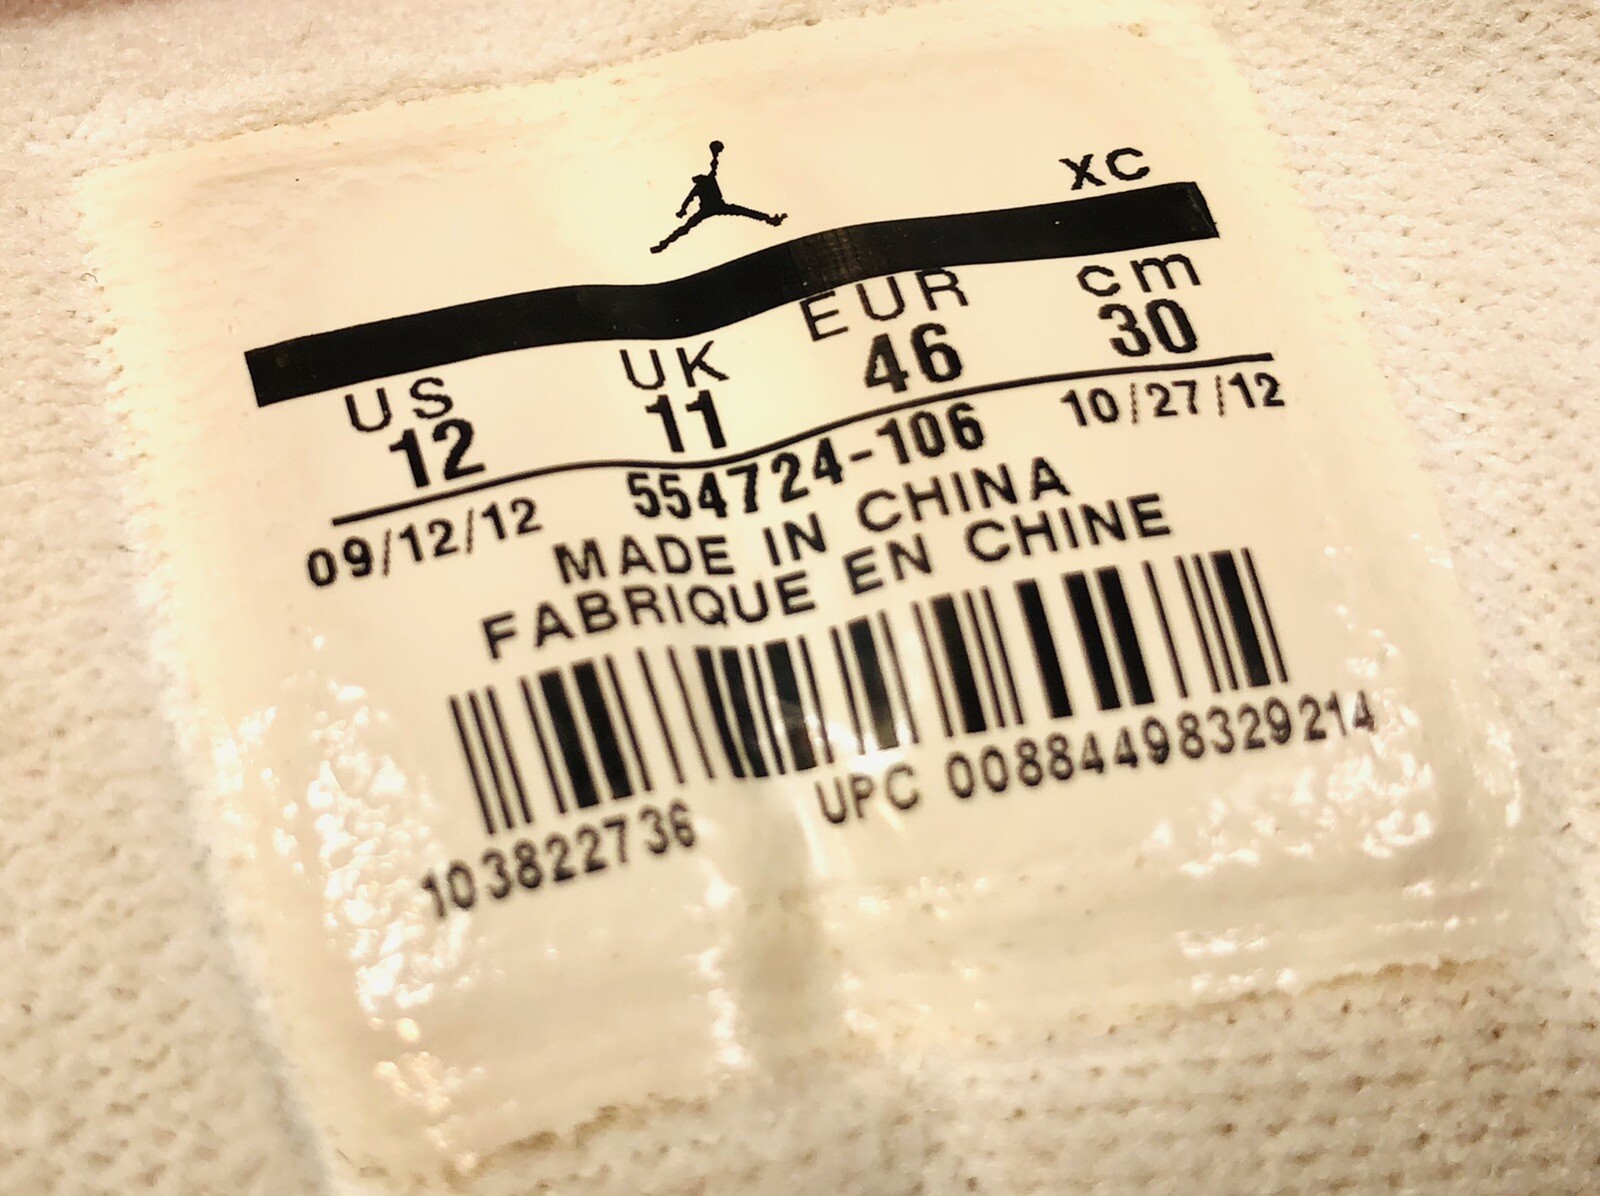 XC
US UK EUR cm
12 11 46 30
09/12/12 554724-106 10/27/12
MADE IN CHINA
FABRIQUE EN CHINE
103822736 UPC 00884498329214